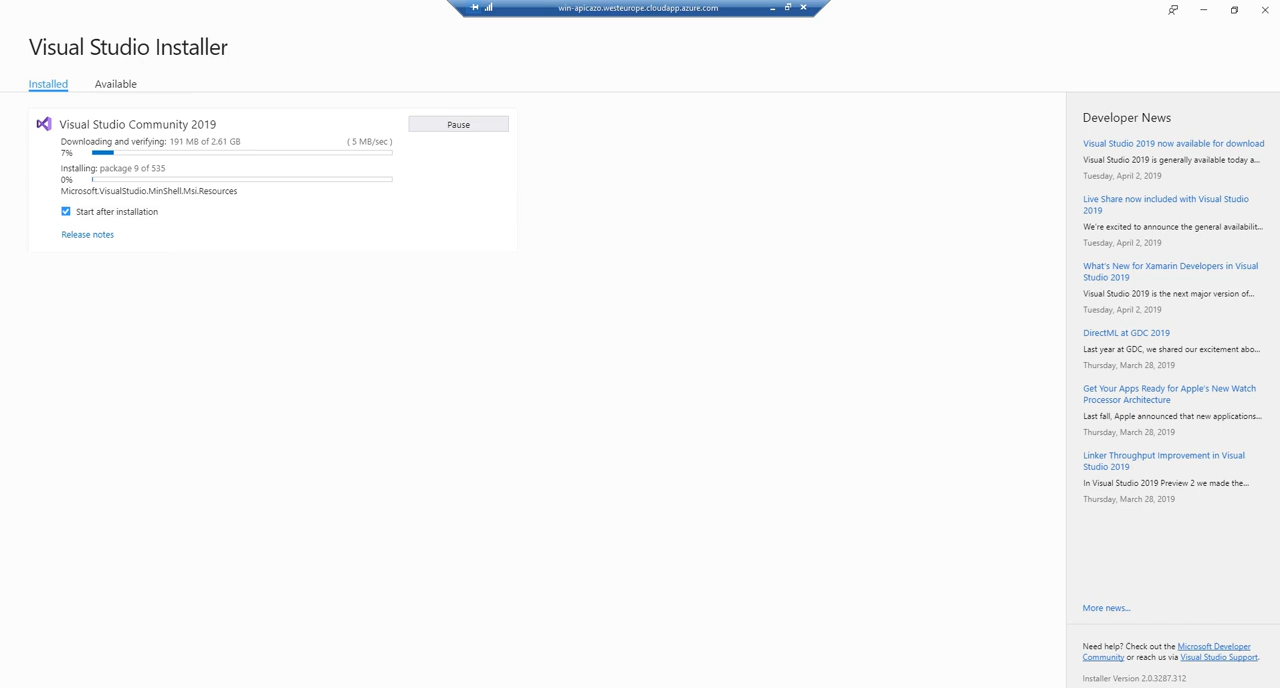 win-apicazo.westeurope.cloudapp.azure.com
Visual Studio Installer
Installed Available
Visual Studio Community 2019
Pause
Downloading and verifying: 191 MB of 2.61 GB ( 5 MB/sec )
7%
Installing: package 9 of 535
0%
Microsoft.VisualStudio.MinShell.Msi.Resources
Start after installation
Release notes
Developer News
Visual Studio 2019 now available for download
Visual Studio 2019 is generally available today a...
Tuesday, April 2, 2019
Live Share now included with Visual Studio
2019
We're excited to announce the general availabilit...
Tuesday, April 2, 2019
What's New for Xamarin Developers in Visual
Studio 2019
Visual Studio 2019 is the next major version of...
Tuesday, April 2, 2019
DirectML at GDC 2019
Last year at GDC, we shared our excitement abo...
Thursday, March 28, 2019
Get Your Apps Ready for Apple's New Watch
Processor Architecture
Last fall, Apple announced that new applications...
Thursday, March 28, 2019
Linker Throughput Improvement in Visual
Studio 2019
In Visual Studio 2019 Preview 2 we made the...
Thursday, March 28, 2019
More news...
Need help? Check out the Microsoft Developer
Community or reach us via Visual Studio Support.
Installer Version 2.0.3287.312